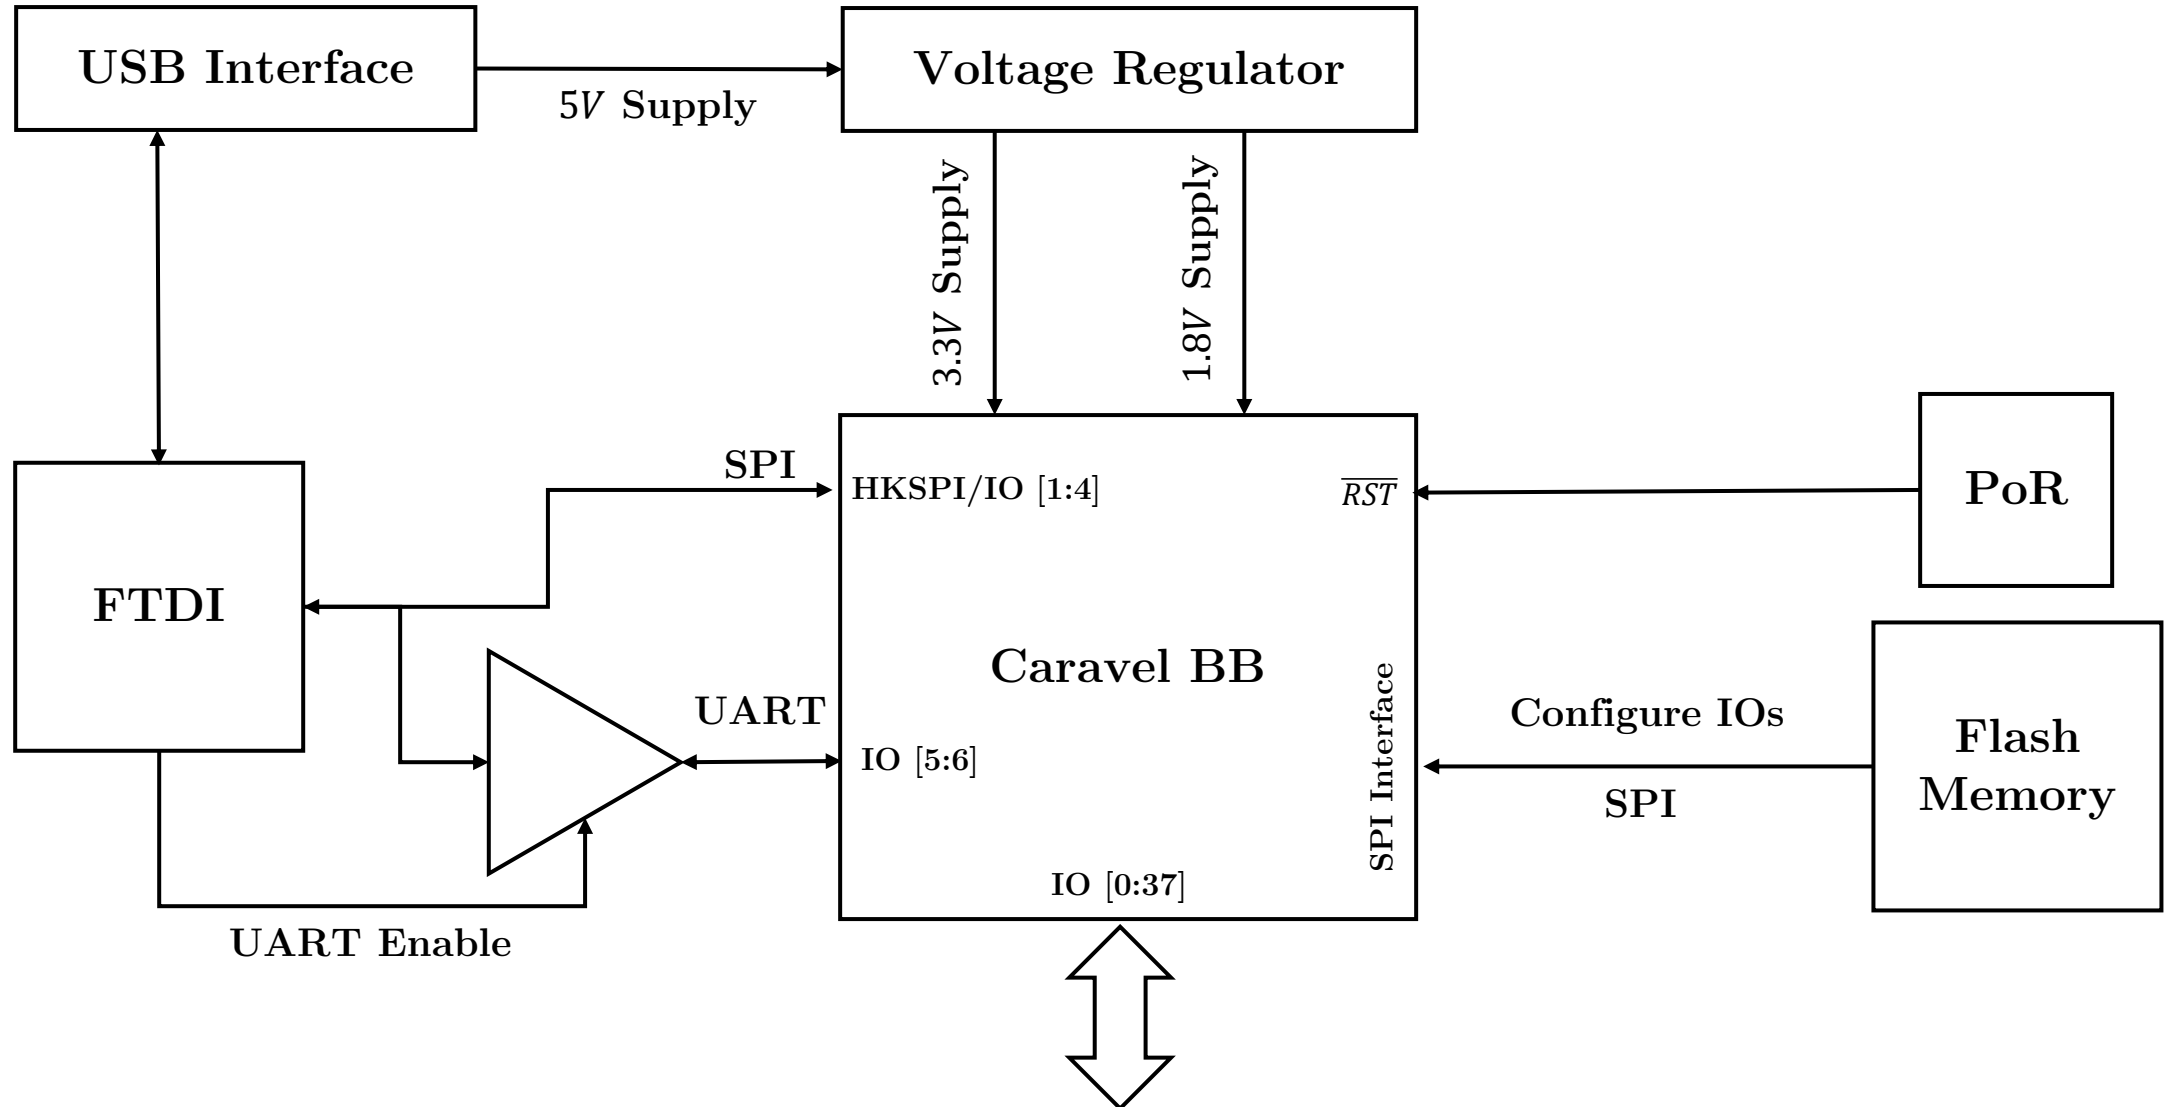 USB Interface
5V Supply
Voltage Regulator
3.3V Supply
1.8V Supply
SPI
HKSPI/IO [1:4]
RST
PoR
FTDI
Caravel BB
UART
IO [5:6]
SPI Interface
Configure IOs
SPI
Flash
Memory
IO [0:37]
UART Enable